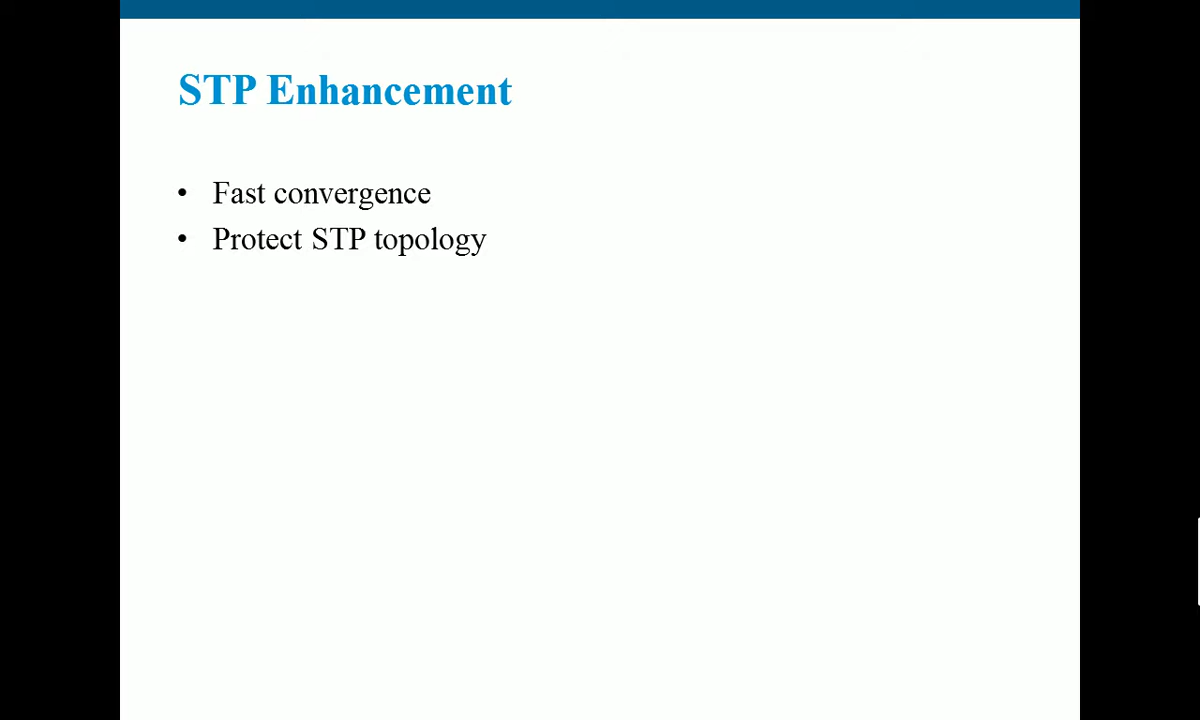 STP Enhancement
• Fast convergence
• Protect STP topology